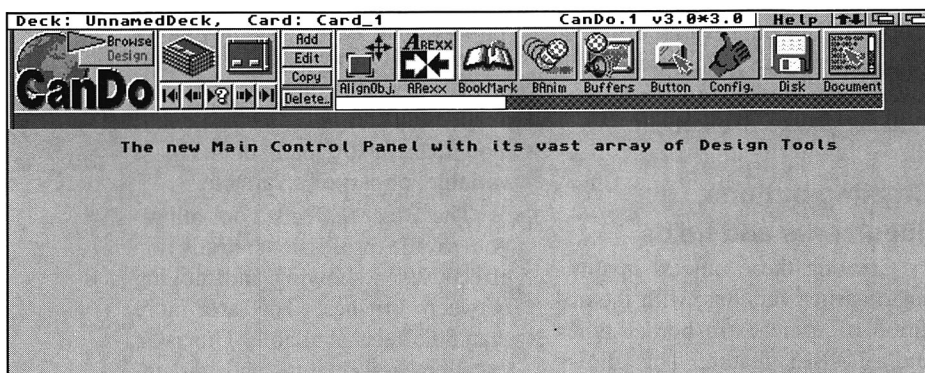 Deck: UnnamedDeck, Card: Card_1 CanDo.1 v3.0*3.0 Help
Browse
Design
CanDo
Add
Edit
Copy
Delete..
AlignObj. ARexx BookMark BAnim Buffers Button Config. Disk Document
AREXX
The new Main Control Panel with its vast array of Design Tools